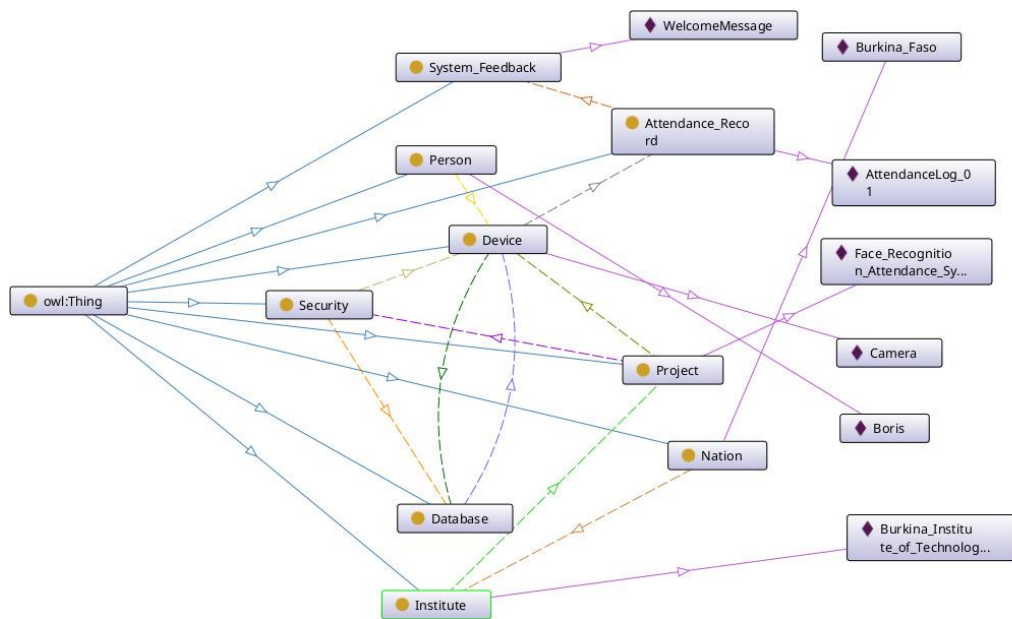 WelcomeMessage
Burkina_Faso
System_Feedback
Attendance_Reco
rd
Person
AttendanceLog_0
1
Device
Face_Recognitio
n_Attendance_Sy...
owl:Thing
Security
Camera
Project
Boris
Nation
Database
Burkina_Institu
te_of_Technolog...
Institute